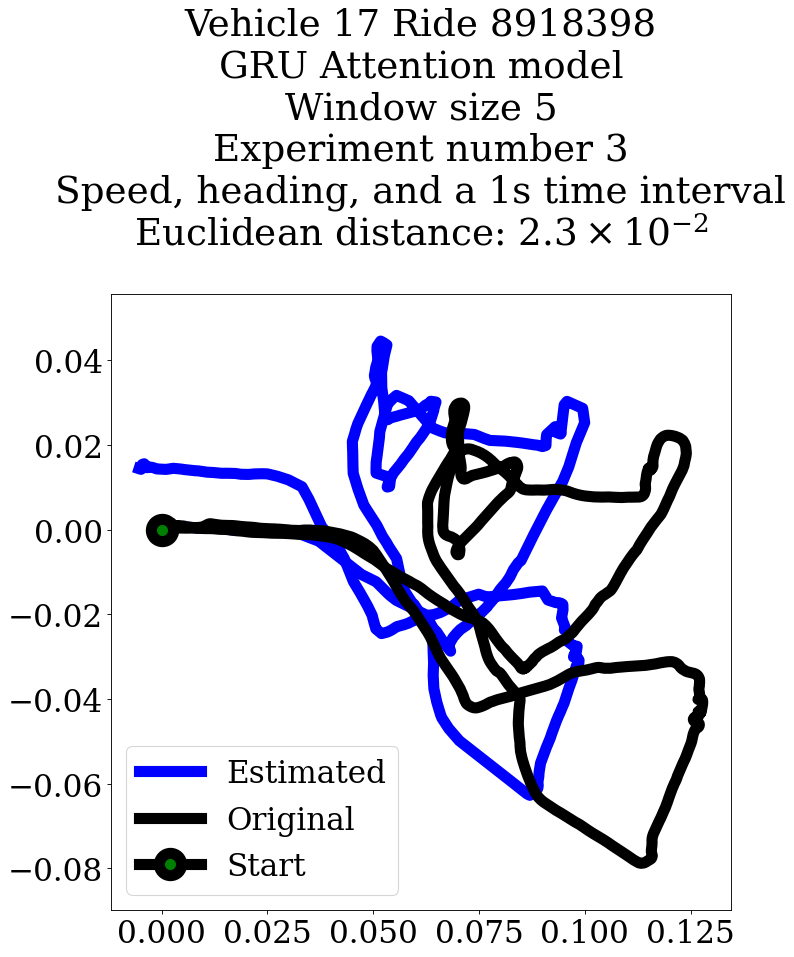 Vehicle 17 Ride 8918398
GRU Attention model
Window size 5
Experiment number 3
Speed, heading, and a 1s time interval
Euclidean distance: 2.3 × 10⁻²
0.04
0.02
0.00
−0.02
−0.04
−0.06
−0.08
Estimated
Original
Start
0.000 0.025 0.050 0.075 0.100 0.125